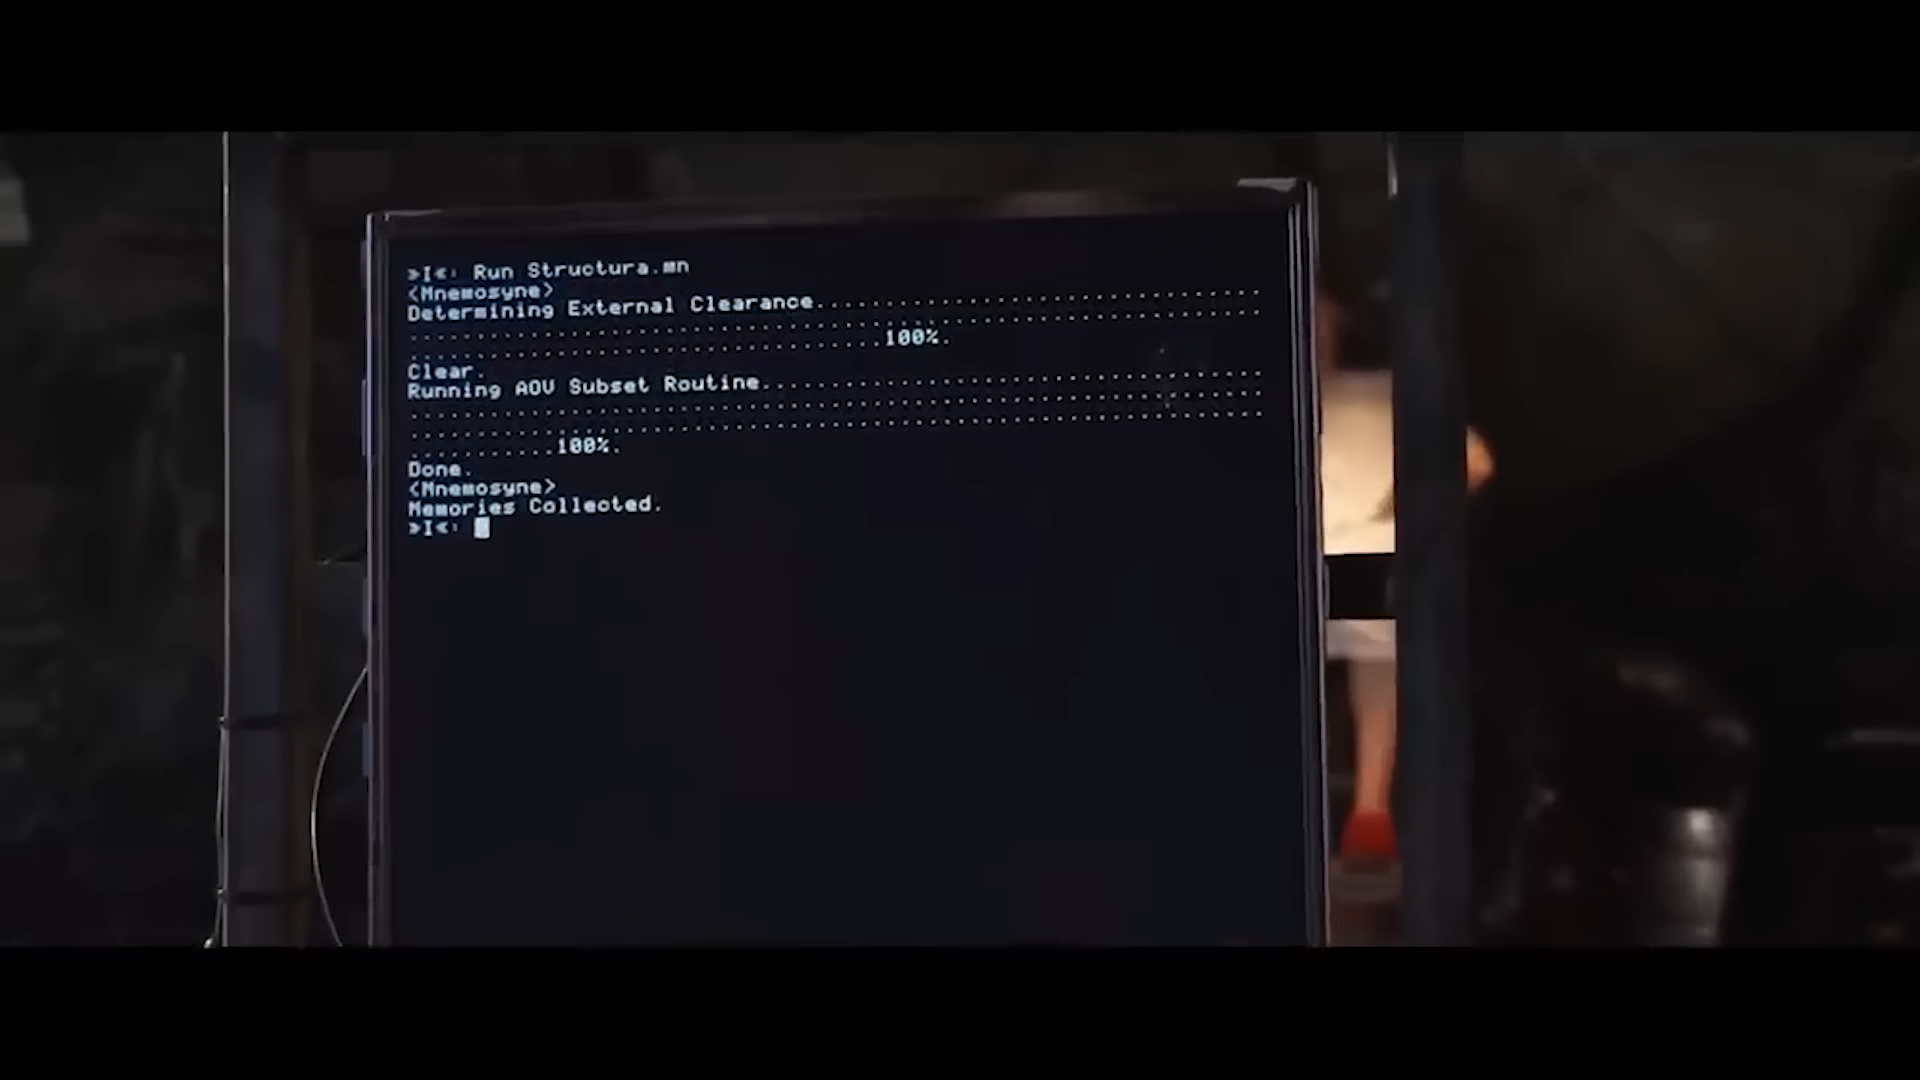 »I«: Run Structura.mn
<Mnemosyne>
Determining External Clearance...............................
...............................................................
...................................100%.
Clear.
Running AOV Subset Routine.....................................
...............................................................
...............................................................
...........100%.
Done.
<Mnemosyne>
Memories Collected.
»I«: